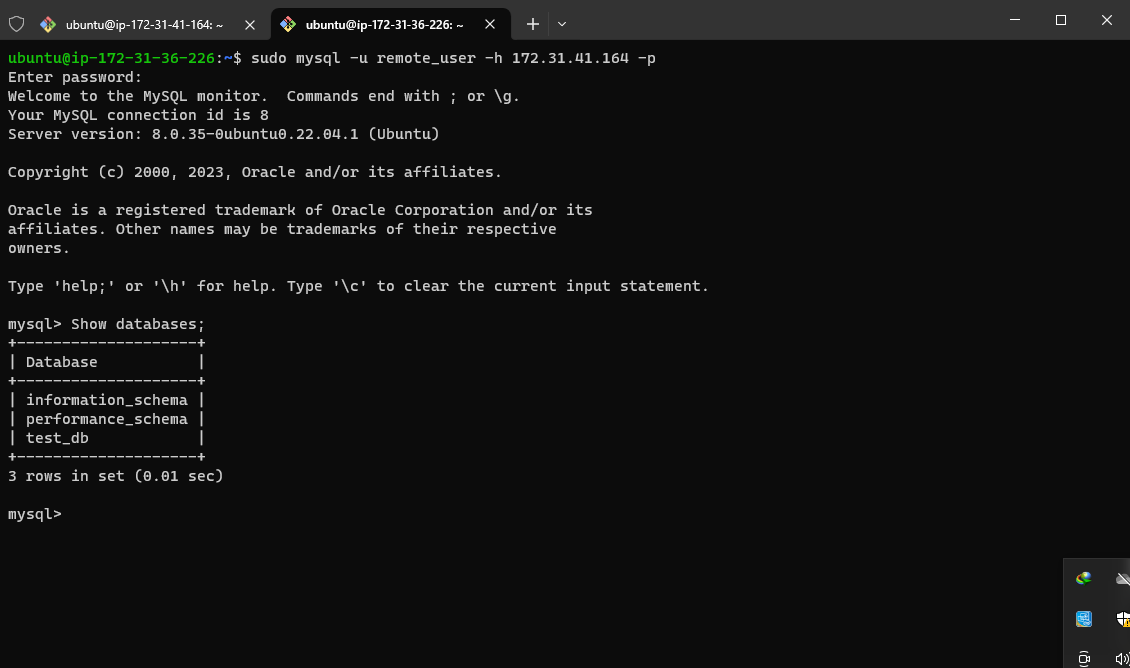 ubuntu@ip-172-31-41-164: ~
ubuntu@ip-172-31-36-226: ~
ubuntu@ip-172-31-36-226:~$ sudo mysql -u remote_user -h 172.31.41.164 -p
Enter password:
Welcome to the MySQL monitor.  Commands end with ; or \g.
Your MySQL connection id is 8
Server version: 8.0.35-0ubuntu0.22.04.1 (Ubuntu)

Copyright (c) 2000, 2023, Oracle and/or its affiliates.

Oracle is a registered trademark of Oracle Corporation and/or its
affiliates. Other names may be trademarks of their respective
owners.

Type 'help;' or '\h' for help. Type '\c' to clear the current input statement.

mysql> Show databases;
+--------------------+
| Database           |
+--------------------+
| information_schema |
| performance_schema |
| test_db            |
+--------------------+
3 rows in set (0.01 sec)

mysql>